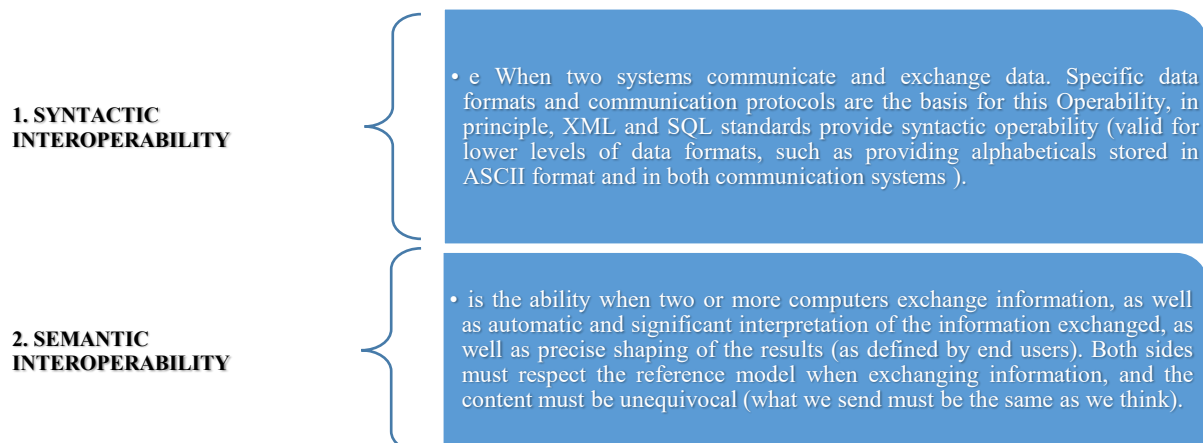 1. SYNTACTIC
INTEROPERABILITY
• e When two systems communicate and exchange data. Specific data
formats and communication protocols are the basis for this Operability, in
principle, XML and SQL standards provide syntactic operability (valid for
lower levels of data formats, such as providing alphabeticals stored in
ASCII format and in both communication systems ).
2. SEMANTIC
INTEROPERABILITY
• is the ability when two or more computers exchange information, as well
as automatic and significant interpretation of the information exchanged, as
well as precise shaping of the results (as defined by end users). Both sides
must respect the reference model when exchanging information, and the
content must be unequivocal (what we send must be the same as we think).